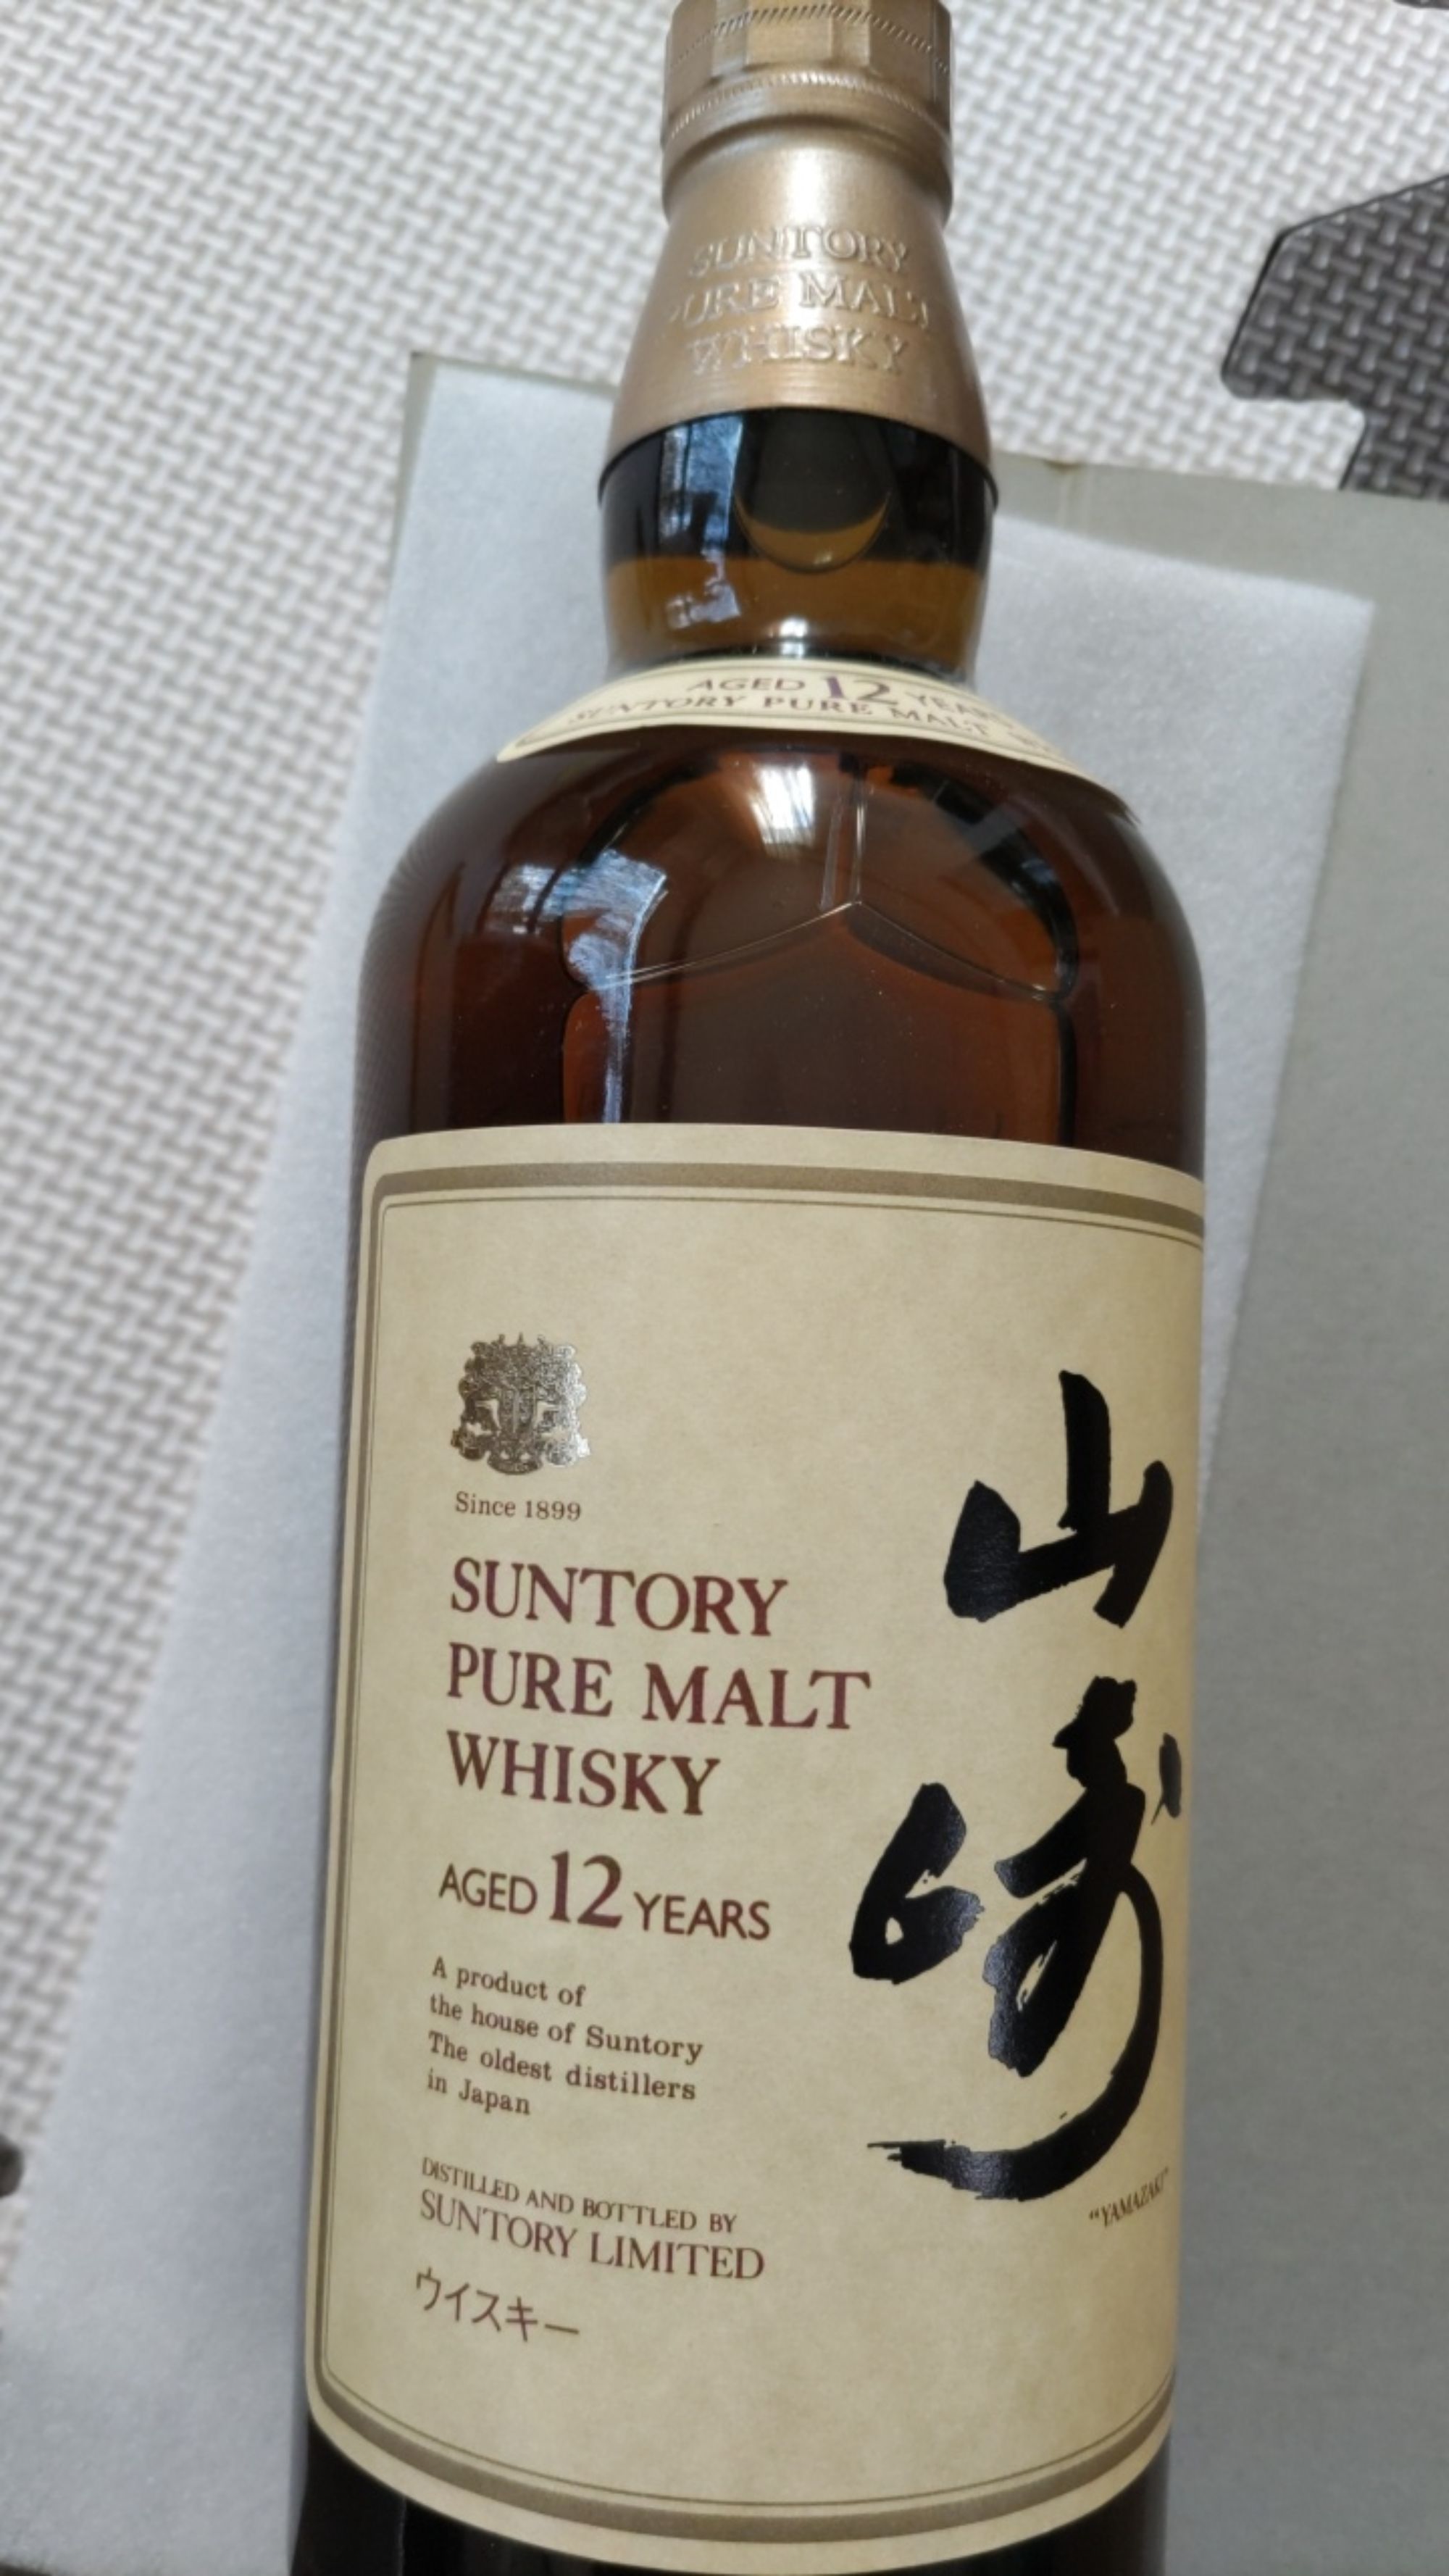 SUNTORY
PURE MALT
WHISKY
AGED 12 YEARS
SUNTORY PURE MALT
Since 1899
SUNTORY
PURE MALT
WHISKY
AGED 12 YEARS
A product of
the house of Suntory
The oldest distillers
in Japan
DISTILLED AND BOTTLED BY
SUNTORY LIMITED
ウイスキー
山崎
"YAMAZAKI"